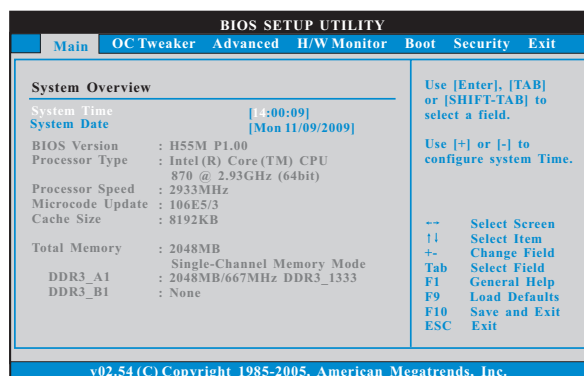 BIOS SETUP UTILITY
Main OC Tweaker Advanced H/W Monitor Boot Security Exit
System Overview
System Time [14:00:09]
System Date [Mon 11/09/2009]
BIOS Version : H55M P1.00
Processor Type : Intel (R) Core (TM) CPU
870 @ 2.93GHz (64bit)
Processor Speed : 2933MHz
Microcode Update : 106E5/3
Cache Size : 8192KB
Total Memory : 2048MB
Single-Channel Memory Mode
DDR3_A1 : 2048MB/667MHz DDR3_1333
DDR3_B1 : None
Use [Enter], [TAB]
or [SHIFT-TAB] to
select a field.
Use [+] or [-] to
configure system Time.
←→ Select Screen
↑↓ Select Item
+- Change Field
Tab Select Field
F1 General Help
F9 Load Defaults
F10 Save and Exit
ESC Exit
v02.54 (C) Copyright 1985-2005, American Megatrends, Inc.